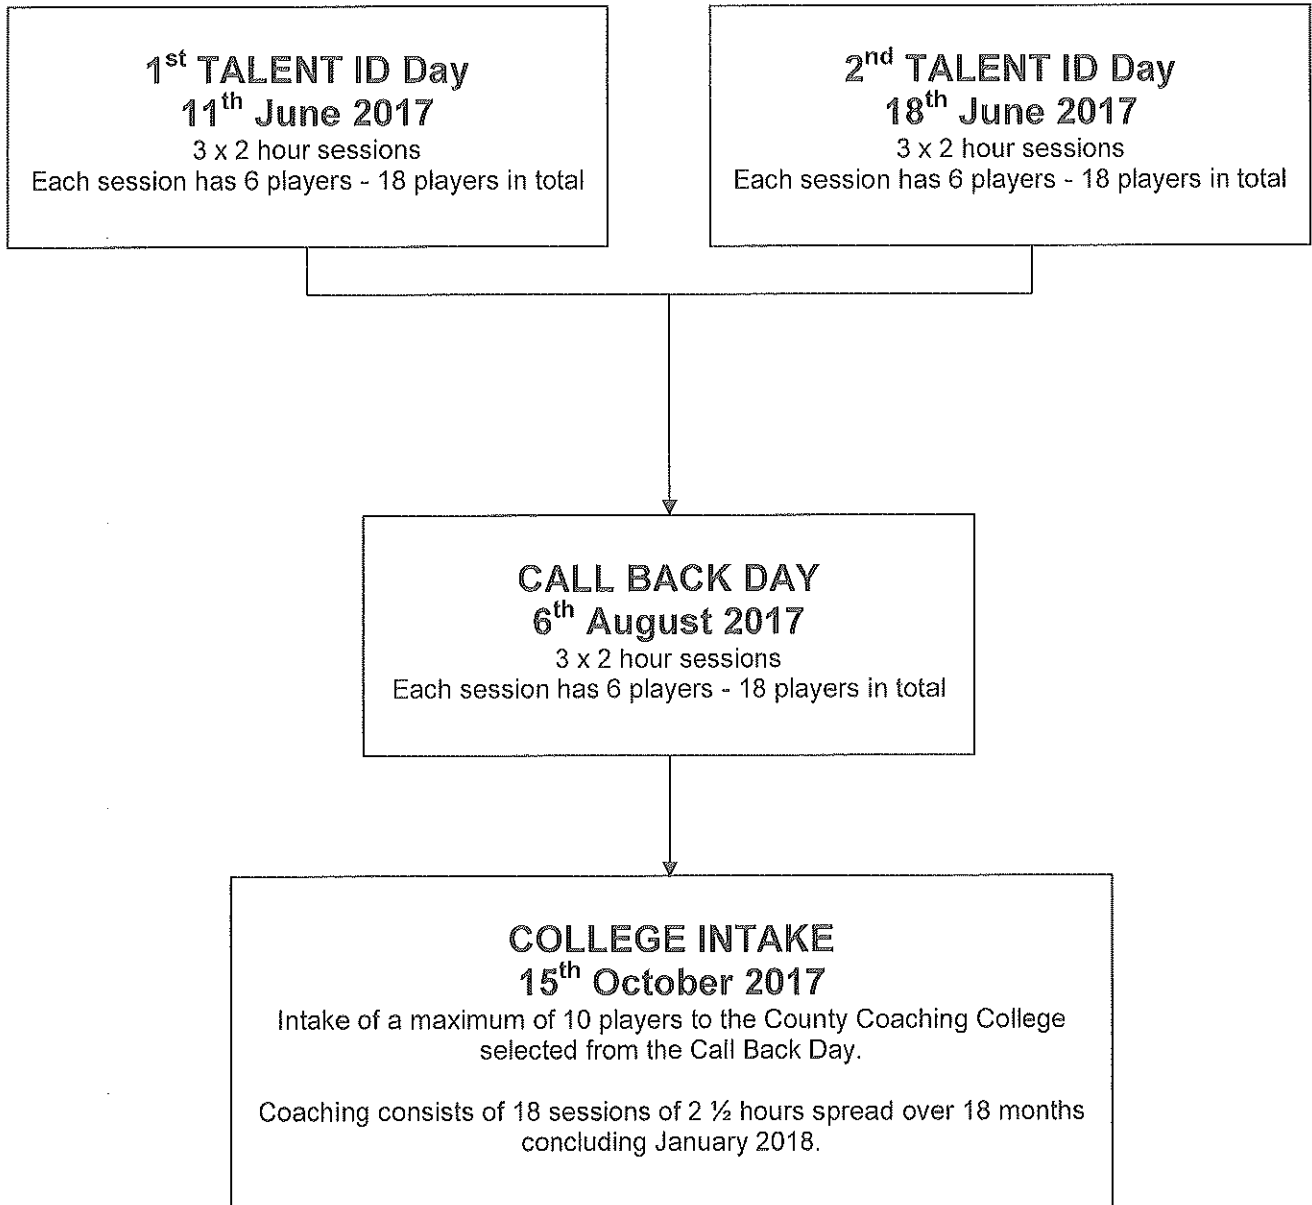 1st TALENT ID Day
11th June 2017
3 x 2 hour sessions
Each session has 6 players - 18 players in total
2nd TALENT ID Day
18th June 2017
3 x 2 hour sessions
Each session has 6 players - 18 players in total
CALL BACK DAY
6th August 2017
3 x 2 hour sessions
Each session has 6 players - 18 players in total
COLLEGE INTAKE
15th October 2017
Intake of a maximum of 10 players to the County Coaching College
selected from the Call Back Day.
Coaching consists of 18 sessions of 2 ½ hours spread over 18 months
concluding January 2018.